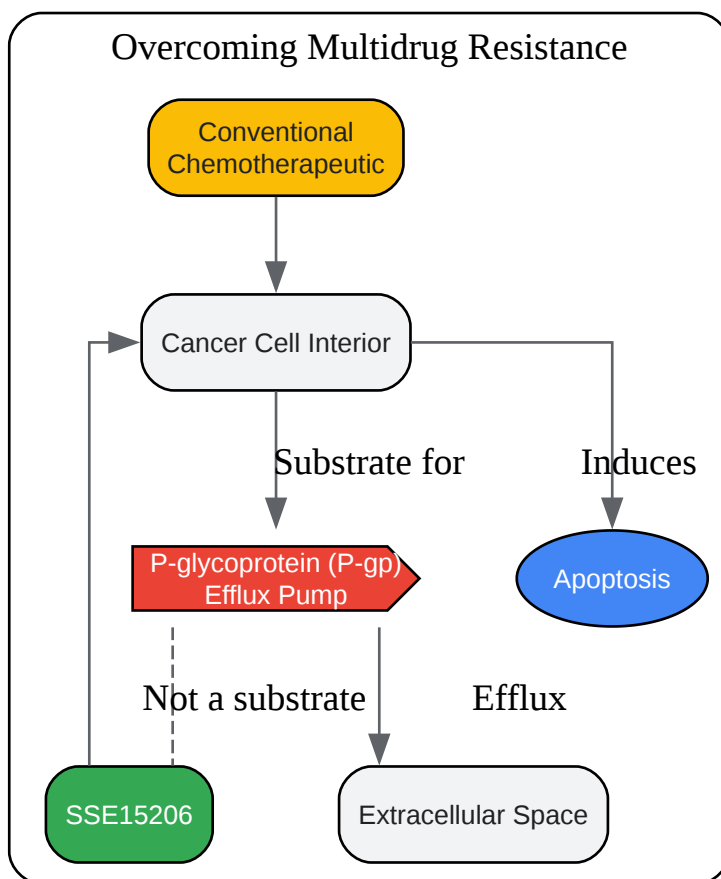 Overcoming Multidrug Resistance
Conventional
Chemotherapeutic
Cancer Cell Interior
Substrate for
Induces
P-glycoprotein (P-gp)
Efflux Pump
Apoptosis
Not a substrate
Efflux
SSE15206
Extracellular Space